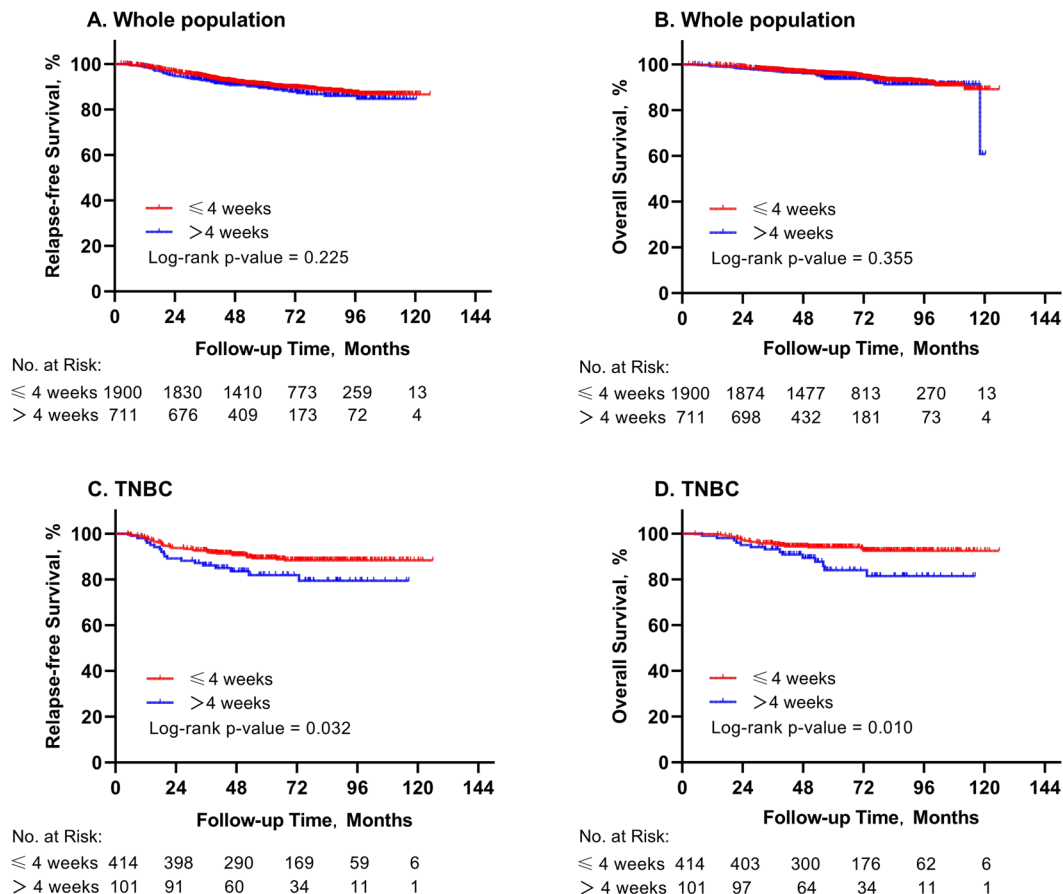 A. Whole population
Relapse-free Survival, %
100
80
60
40
20
0
≤ 4 weeks
>4 weeks
Log-rank p-value = 0.225
0 24 48 72 96 120 144
Follow-up Time, Months
No. at Risk:
≤ 4 weeks 1900 1830 1410 773 259 13
> 4 weeks 711 676 409 173 72 4
B. Whole population
Overall Survival, %
100
80
60
40
20
0
≤ 4 weeks
>4 weeks
Log-rank p-value = 0.355
0 24 48 72 96 120 144
Follow-up Time, Months
No. at Risk:
≤ 4 weeks 1900 1874 1477 813 270 13
> 4 weeks 711 698 432 181 73 4
C. TNBC
Relapse-free Survival, %
100
80
60
40
20
0
≤ 4 weeks
>4 weeks
Log-rank p-value = 0.032
0 24 48 72 96 120 144
Follow-up Time, Months
No. at Risk:
≤ 4 weeks 414 398 290 169 59 6
> 4 weeks 101 91 60 34 11 1
D. TNBC
Overall Survival, %
100
80
60
40
20
0
≤ 4 weeks
>4 weeks
Log-rank p-value = 0.010
0 24 48 72 96 120 144
Follow-up Time, Months
No. at Risk:
≤ 4 weeks 414 403 300 176 62 6
> 4 weeks 101 97 64 34 11 1